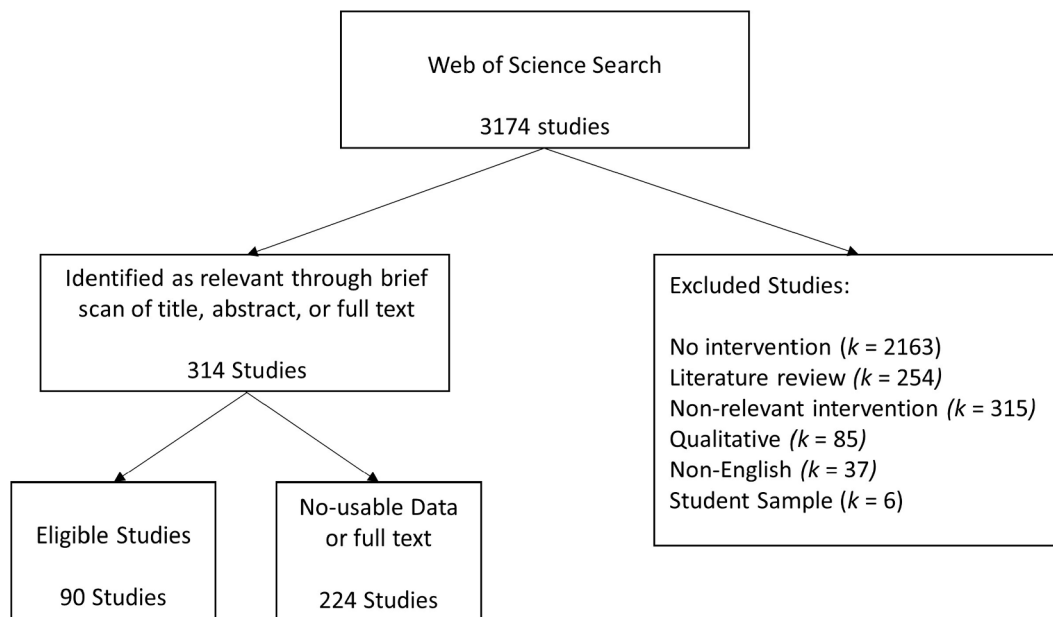 Web of Science Search
3174 studies
Identified as relevant through brief
scan of title, abstract, or full text
314 Studies
Excluded Studies:
No intervention (k = 2163)
Literature review (k = 254)
Non-relevant intervention (k = 315)
Qualitative (k = 85)
Non-English (k = 37)
Student Sample (k = 6)
Eligible Studies
90 Studies
No-usable Data
or full text
224 Studies